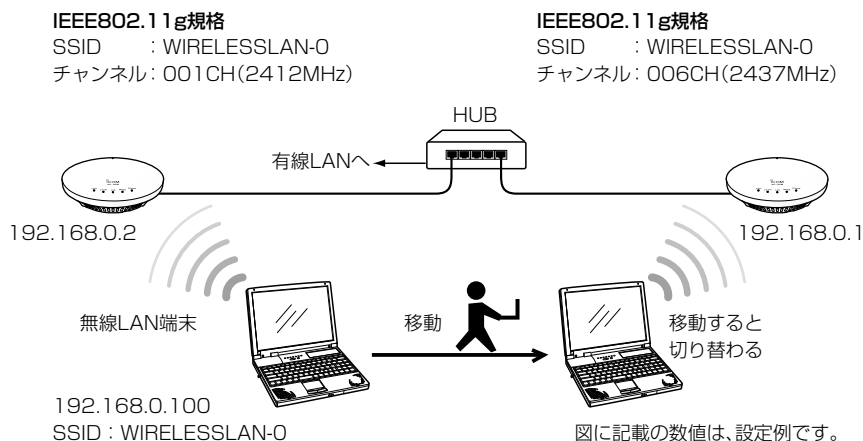 IEEE802.11g規格
SSID : WIRELESSLAN-0
チャンネル : 001CH(2412MHz)
IEEE802.11g規格
SSID : WIRELESSLAN-0
チャンネル : 006CH(2437MHz)
HUB
有線LANへ
192.168.0.2
192.168.0.1
無線LAN端末
移動
移動すると
切り替わる
192.168.0.100
SSID : WIRELESSLAN-0
図に記載の数値は、設定例です。